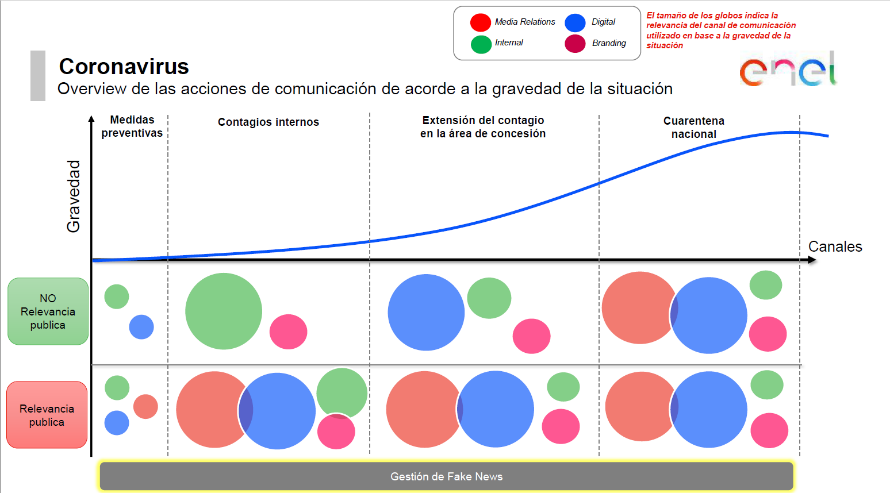 Media Relations
Digital
Internal
Branding
El tamaño de los globos indica la
relevancia del canal de comunicación
utilizado en base a la gravedad de la
situación
enel
Coronavirus
Overview de las acciones de comunicación de acorde a la gravedad de la situación
Medidas
preventivas
Contagios internos
Extensión del contagio
en la área de concesión
Cuarentena
nacional
Gravedad
Canales
NO
Relevancia
publica
Relevancia
publica
Gestión de Fake News